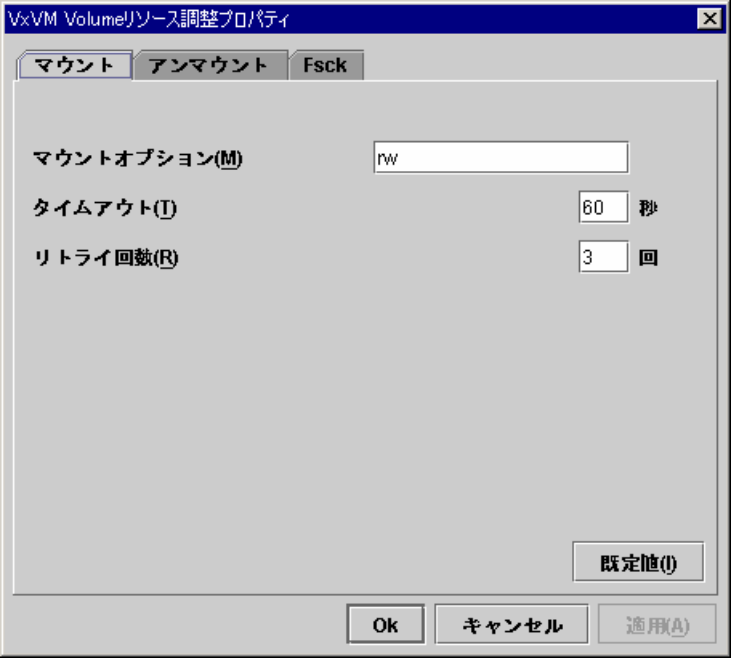 VxVM Volumeリソース調整プロパティ
マウント アンマウント Fsck
マウントオプション(M) rw
タイムアウト(T) 60 秒
リトライ回数(R) 3 回
既定値(I)
Ok キャンセル 適用(A)